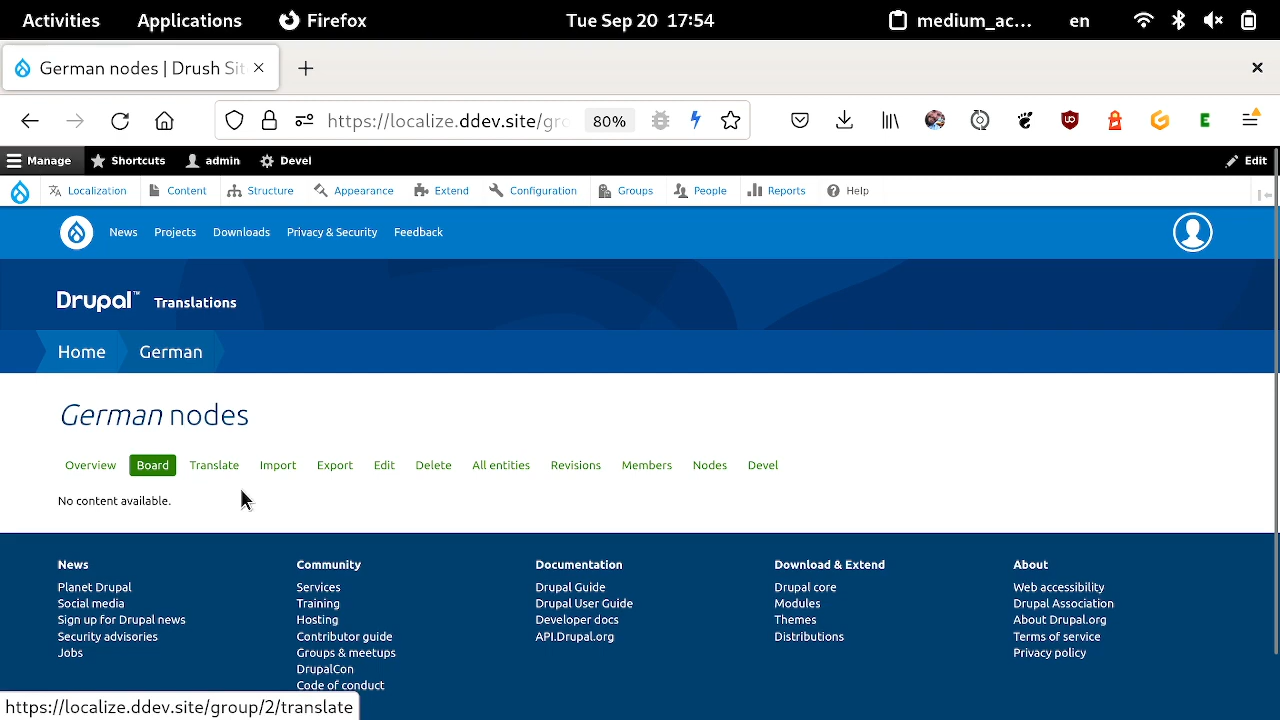 Activities Applications Firefox Tue Sep 20 17:54 medium_ac... en
German nodes | Drush Sit
https://localize.ddev.site/gro 80%
Manage Shortcuts admin Devel Edit
Localization Content Structure Appearance Extend Configuration Groups People Reports Help
News Projects Downloads Privacy & Security Feedback
Drupal™ Translations
Home German
German nodes
Overview Board Translate Import Export Edit Delete All entities Revisions Members Nodes Devel
No content available.
News
Planet Drupal
Social media
Sign up for Drupal news
Security advisories
Jobs
Community
Services
Training
Hosting
Contributor guide
Groups & meetups
DrupalCon
Code of conduct
Documentation
Drupal Guide
Drupal User Guide
Developer docs
API.Drupal.org
Download & Extend
Drupal core
Modules
Themes
Distributions
About
Web accessibility
Drupal Association
About Drupal.org
Terms of service
Privacy policy
https://localize.ddev.site/group/2/translate